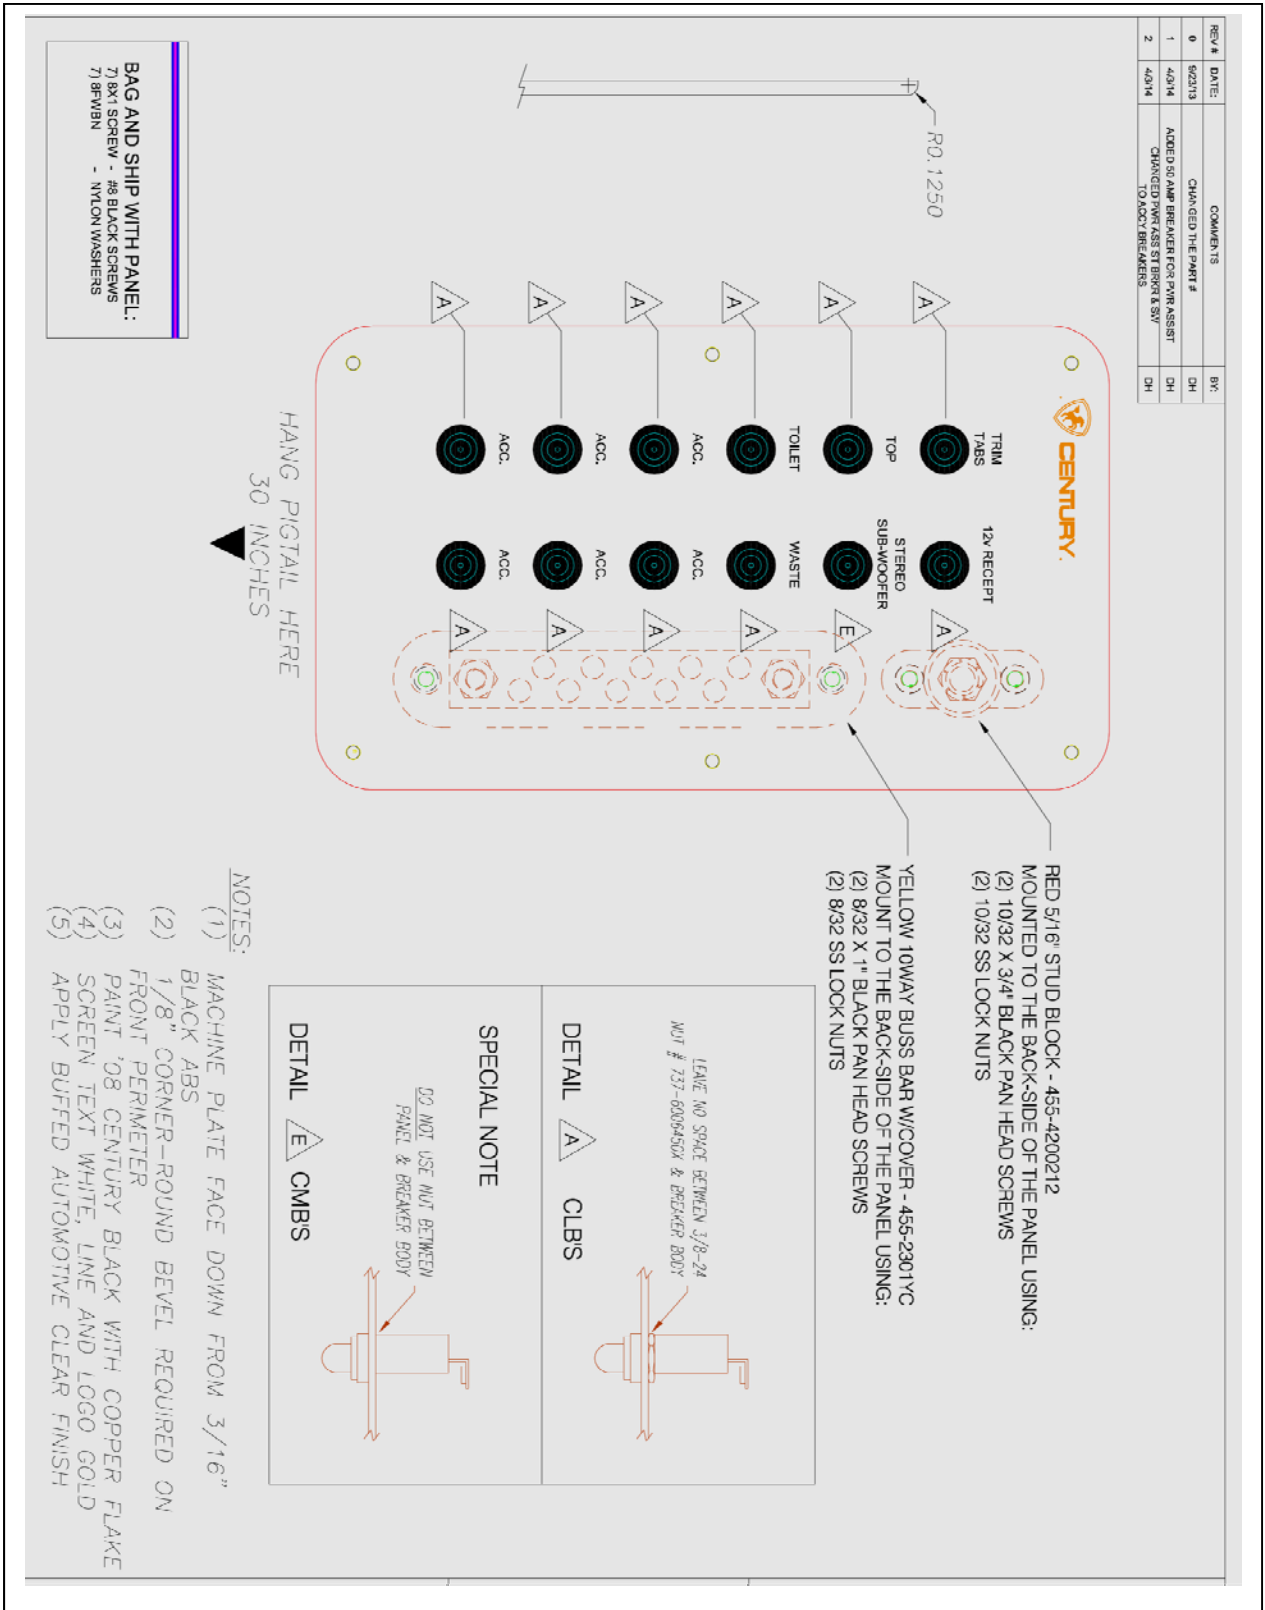 REV # DATE: COMMENTS BY:
0 9/23/13 CHANGED THE PART # DH
1 4/3/14 ADDED 50 AMP BREAKER FOR PWR ASSIST DH
2 4/3/14 CHANGED PWR ASS ST BRKR & SW DH
TO ACCY BREAKERS
R0.1250
CENTURY.
TRIM
TABS
12v RECEPT
TOP
STEREO
SUB-WOOFER
TOILET
WASTE
ACC.
ACC.
ACC.
ACC.
ACC.
ACC.
A
A
A
A
A
A
A
E
A
A
A
A
HANG PIGTAIL HERE
30 INCHES
BAG AND SHIP WITH PANEL:
7) 8X1 SCREW - #8 BLACK SCREWS
7) 8FWBN - NYLON WASHERS
RED 5/16" STUD BLOCK - 455-4200212
MOUNTED TO THE BACK-SIDE OF THE PANEL USING:
(2) 10/32 X 3/4" BLACK PAN HEAD SCREWS
(2) 10/32 SS LOCK NUTS
YELLOW 10WAY BUSS BAR W/COVER - 455-2301YC
MOUNT TO THE BACK-SIDE OF THE PANEL USING:
(2) 8/32 X 1" BLACK PAN HEAD SCREWS
(2) 8/32 SS LOCK NUTS
LEAVE NO SPACE BETWEEN 3/8-24
NUT # 737-600645GX & BREAKER BODY
DETAIL A CLB'S
SPECIAL NOTE
DO NOT USE NUT BETWEEN
PANEL & BREAKER BODY
DETAIL E CMB'S
NOTES:
(1) MACHINE PLATE FACE DOWN FROM 3/16"
BLACK ABS
(2) 1/8" CORNER-ROUND BEVEL REQUIRED ON
FRONT PERIMETER
(3) PAINT '08 CENTURY BLACK WITH COPPER FLAKE
(4) SCREEN TEXT WHITE, LINE AND LOGO GOLD
(5) APPLY BUFFED AUTOMOTIVE CLEAR FINISH